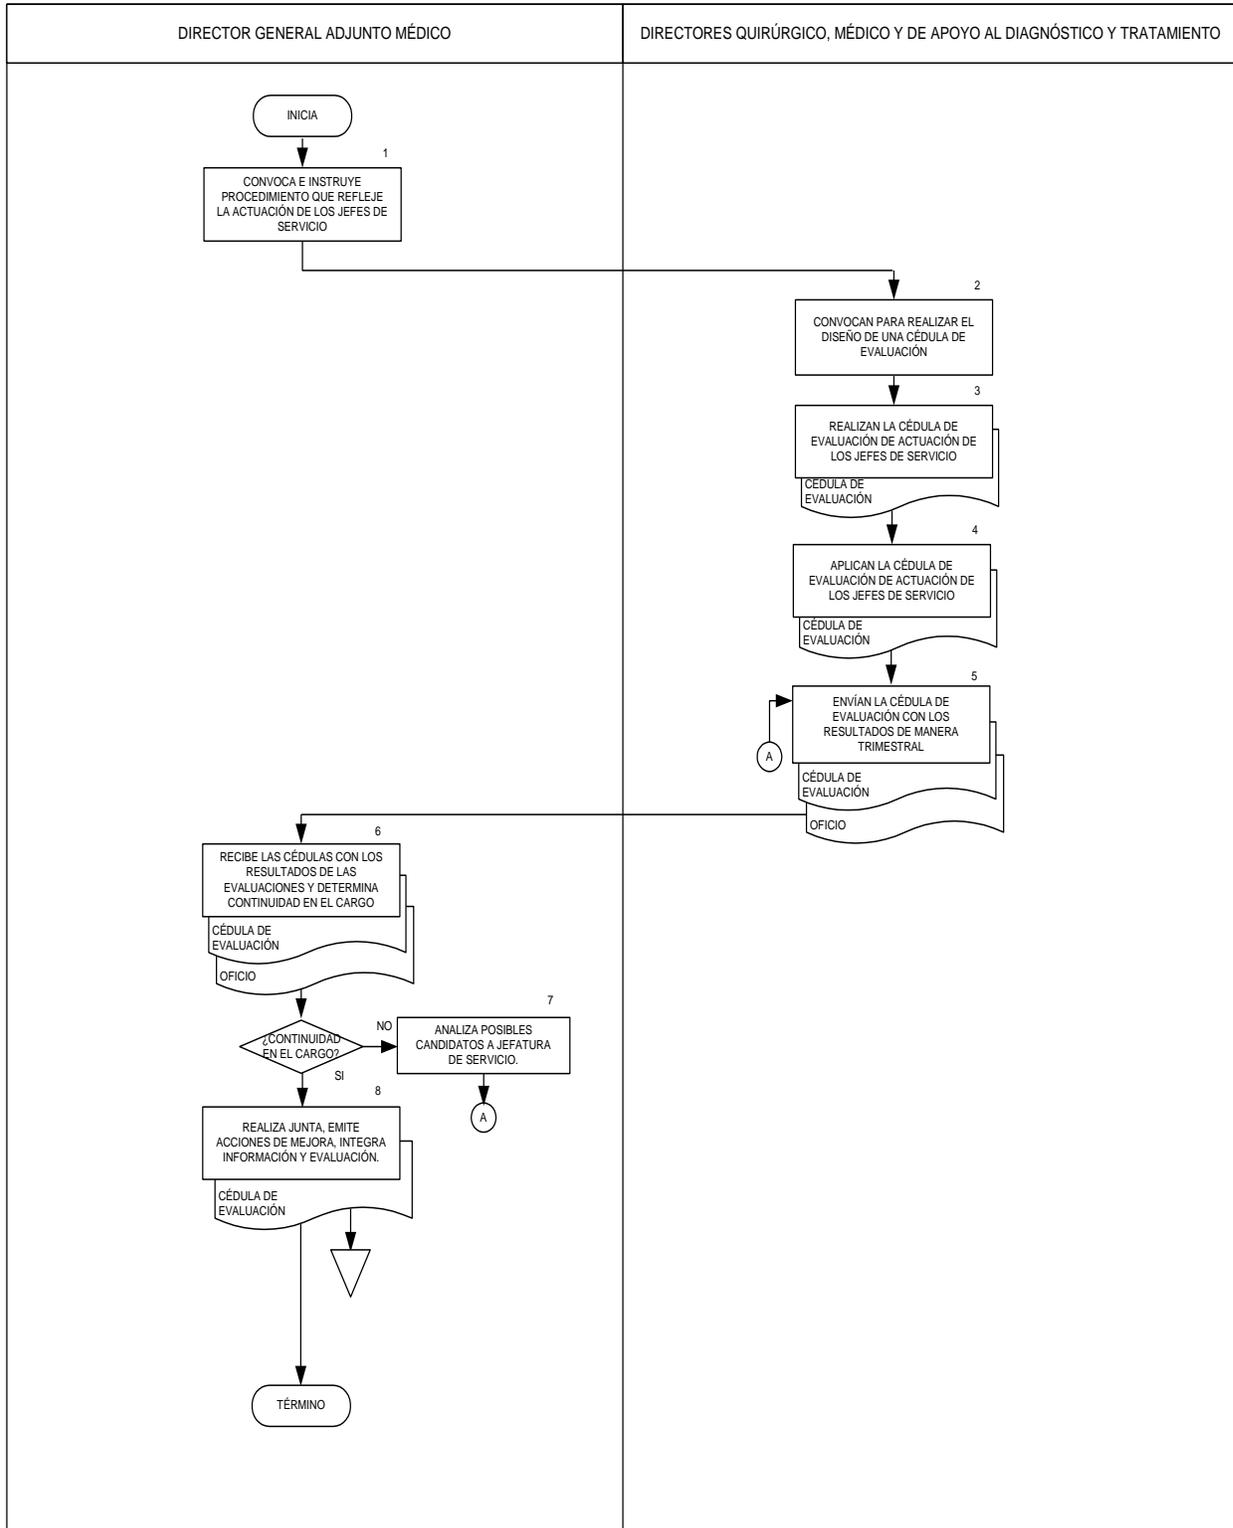 DIRECTOR GENERAL ADJUNTO MÉDICO
DIRECTORES QUIRÚRGICO, MÉDICO Y DE APOYO AL DIAGNÓSTICO Y TRATAMIENTO
INICIA
1
CONVOCA E INSTRUYE
PROCEDIMIENTO QUE REFLEJE
LA ACTUACIÓN DE LOS JEFES DE
SERVICIO
2
CONVOCAN PARA REALIZAR EL
DISEÑO DE UNA CÉDULA DE
EVALUACIÓN
3
REALIZAN LA CÉDULA DE
EVALUACIÓN DE ACTUACIÓN DE
LOS JEFES DE SERVICIO
CÉDULA DE
EVALUACIÓN
4
APLICAN LA CÉDULA DE
EVALUACIÓN DE ACTUACIÓN DE
LOS JEFES DE SERVICIO
CÉDULA DE
EVALUACIÓN
5
ENVÍAN LA CÉDULA DE
EVALUACIÓN CON LOS
RESULTADOS DE MANERA
TRIMESTRAL
A
CÉDULA DE
EVALUACIÓN
OFICIO
6
RECIBE LAS CÉDULAS CON LOS
RESULTADOS DE LAS
EVALUACIONES Y DETERMINA
CONTINUIDAD EN EL CARGO
CÉDULA DE
EVALUACIÓN
OFICIO
¿CONTINUIDAD
EN EL CARGO?
NO
SI
7
ANALIZA POSIBLES
CANDIDATOS A JEFATURA
DE SERVICIO.
A
8
REALIZA JUNTA, EMITE
ACCIONES DE MEJORA, INTEGRA
INFORMACIÓN Y EVALUACIÓN.
CÉDULA DE
EVALUACIÓN
TÉRMINO